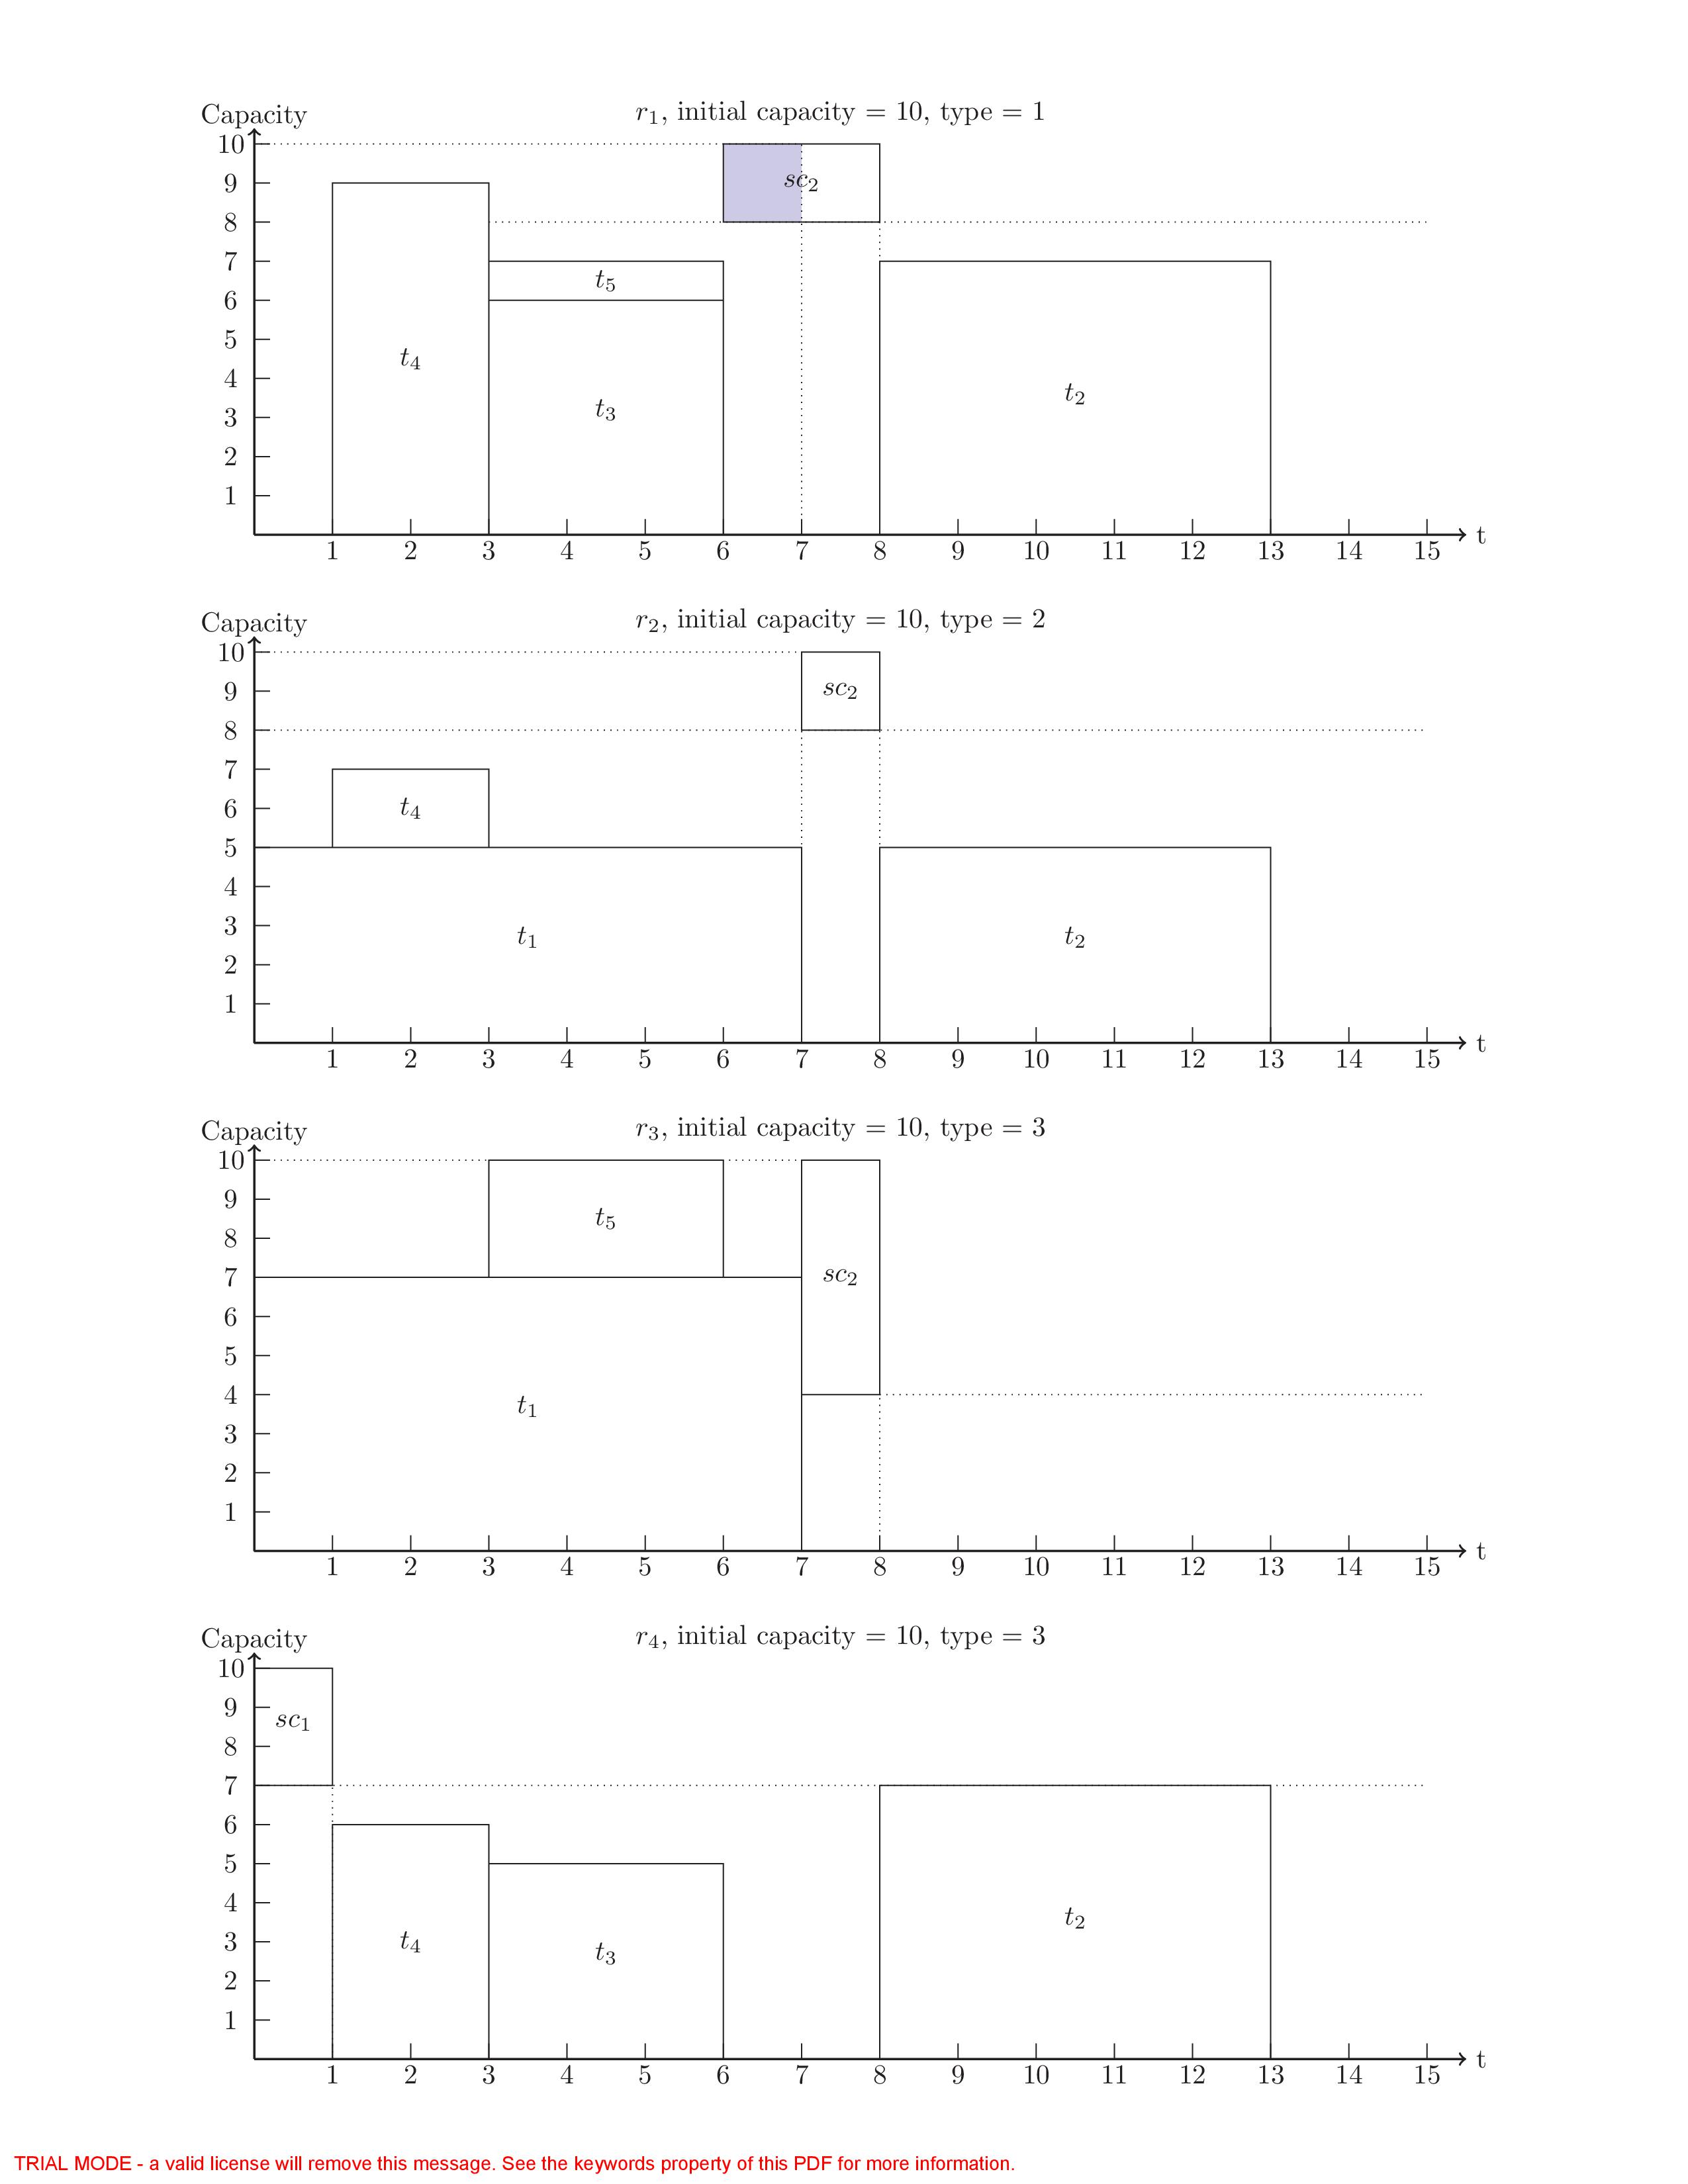 r₁, initial capacity = 10, type = 1
Capacity
10
9
8
7
6
5
4
3
2
1
sc₂
t₅
t₄
t₃
t₂
1 2 3 4 5 6 7 8 9 10 11 12 13 14 15 t
r₂, initial capacity = 10, type = 2
Capacity
10
9
8
7
6
5
4
3
2
1
sc₂
t₄
t₁
t₂
1 2 3 4 5 6 7 8 9 10 11 12 13 14 15 t
r₃, initial capacity = 10, type = 3
Capacity
10
9
8
7
6
5
4
3
2
1
t₅
sc₂
t₁
1 2 3 4 5 6 7 8 9 10 11 12 13 14 15 t
r₄, initial capacity = 10, type = 3
Capacity
10
9
8
7
6
5
4
3
2
1
sc₁
t₄
t₃
t₂
1 2 3 4 5 6 7 8 9 10 11 12 13 14 15 t
TRIAL MODE - a valid license will remove this message. See the keywords property of this PDF for more information.